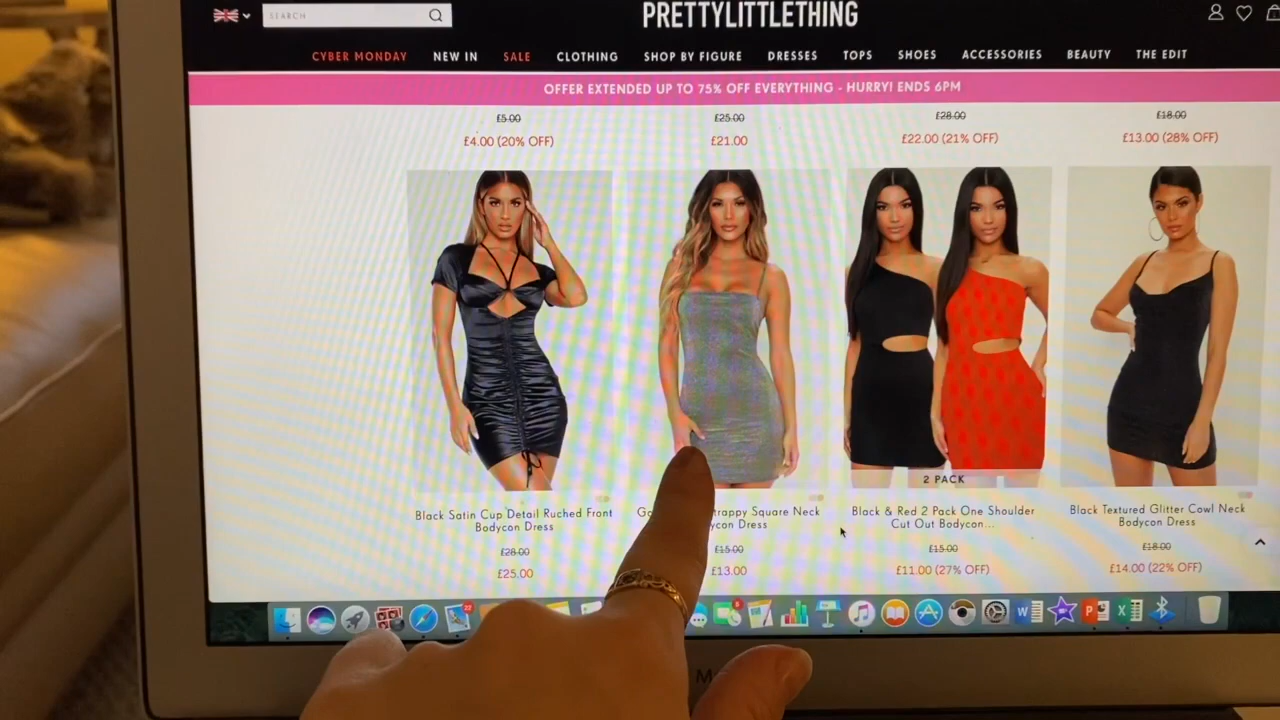 SEARCH
PRETTYLITTLETHING
CYBER MONDAY NEW IN SALE CLOTHING SHOP BY FIGURE DRESSES TOPS SHOES ACCESSORIES BEAUTY THE EDIT
OFFER EXTENDED UP TO 75% OFF EVERYTHING - HURRY! ENDS 6PM
£5.00 £25.00 £28.00 £18.00
£4.00 (20% OFF) £21.00 £22.00 (21% OFF) £13.00 (28% OFF)
2 PACK
Black Satin Cup Detail Ruched Front
Bodycon Dress
£28.00
£25.00
Square Neck
Dress
£15.00
£13.00
Black & Red 2 Pack One Shoulder
Cut Out Bodycon...
£15.00
£11.00 (27% OFF)
Black Textured Glitter Cowl Neck
Bodycon Dress
£18.00
£14.00 (22% OFF)
22
W
P
X